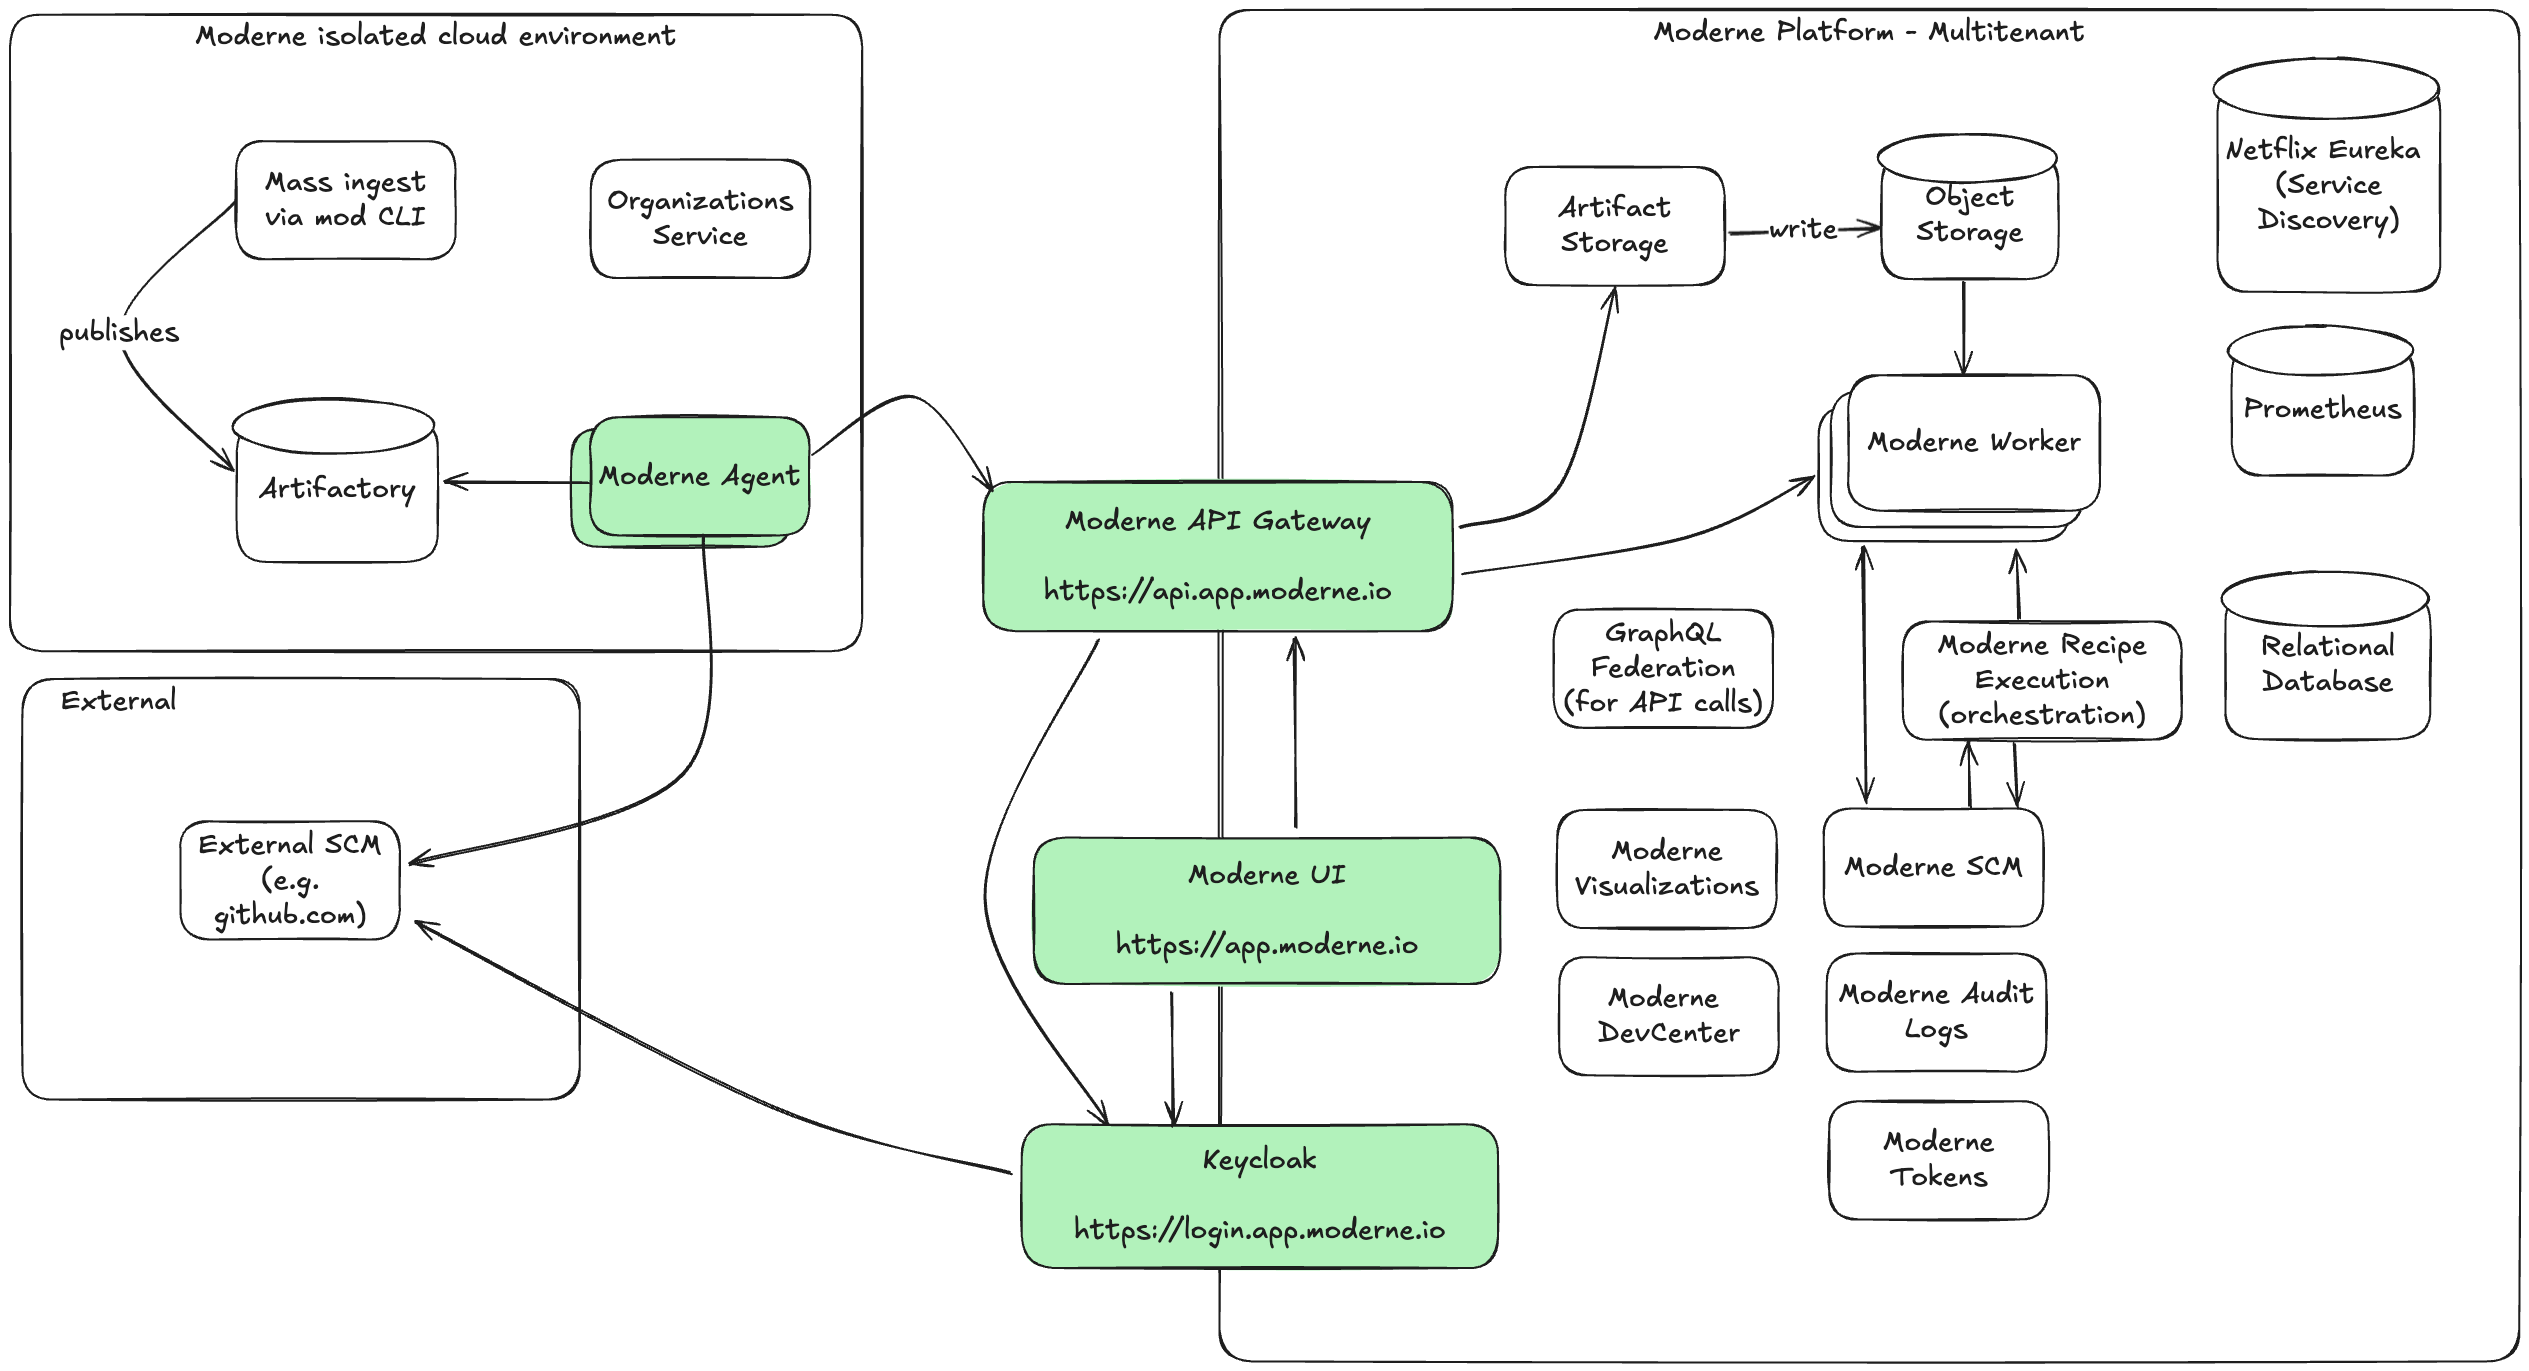 Moderne isolated cloud environment
Mass ingest
via mod CLI
Organizations
Service
publishes
Artifactory
Moderne Agent
External
External SCM
(e.g.
github.com)
Moderne API Gateway
https://api.app.moderne.io
Moderne UI
https://app.moderne.io
Keycloak
https://login.app.moderne.io
Moderne Platform - Multitenant
Artifact
Storage
write
Object
Storage
Netflix Eureka
(Service
Discovery)
Moderne Worker
Prometheus
GraphQL
Federation
(for API calls)
Moderne Recipe
Execution
(orchestration)
Relational
Database
Moderne
Visualizations
Moderne SCM
Moderne
DevCenter
Moderne Audit
Logs
Moderne
Tokens